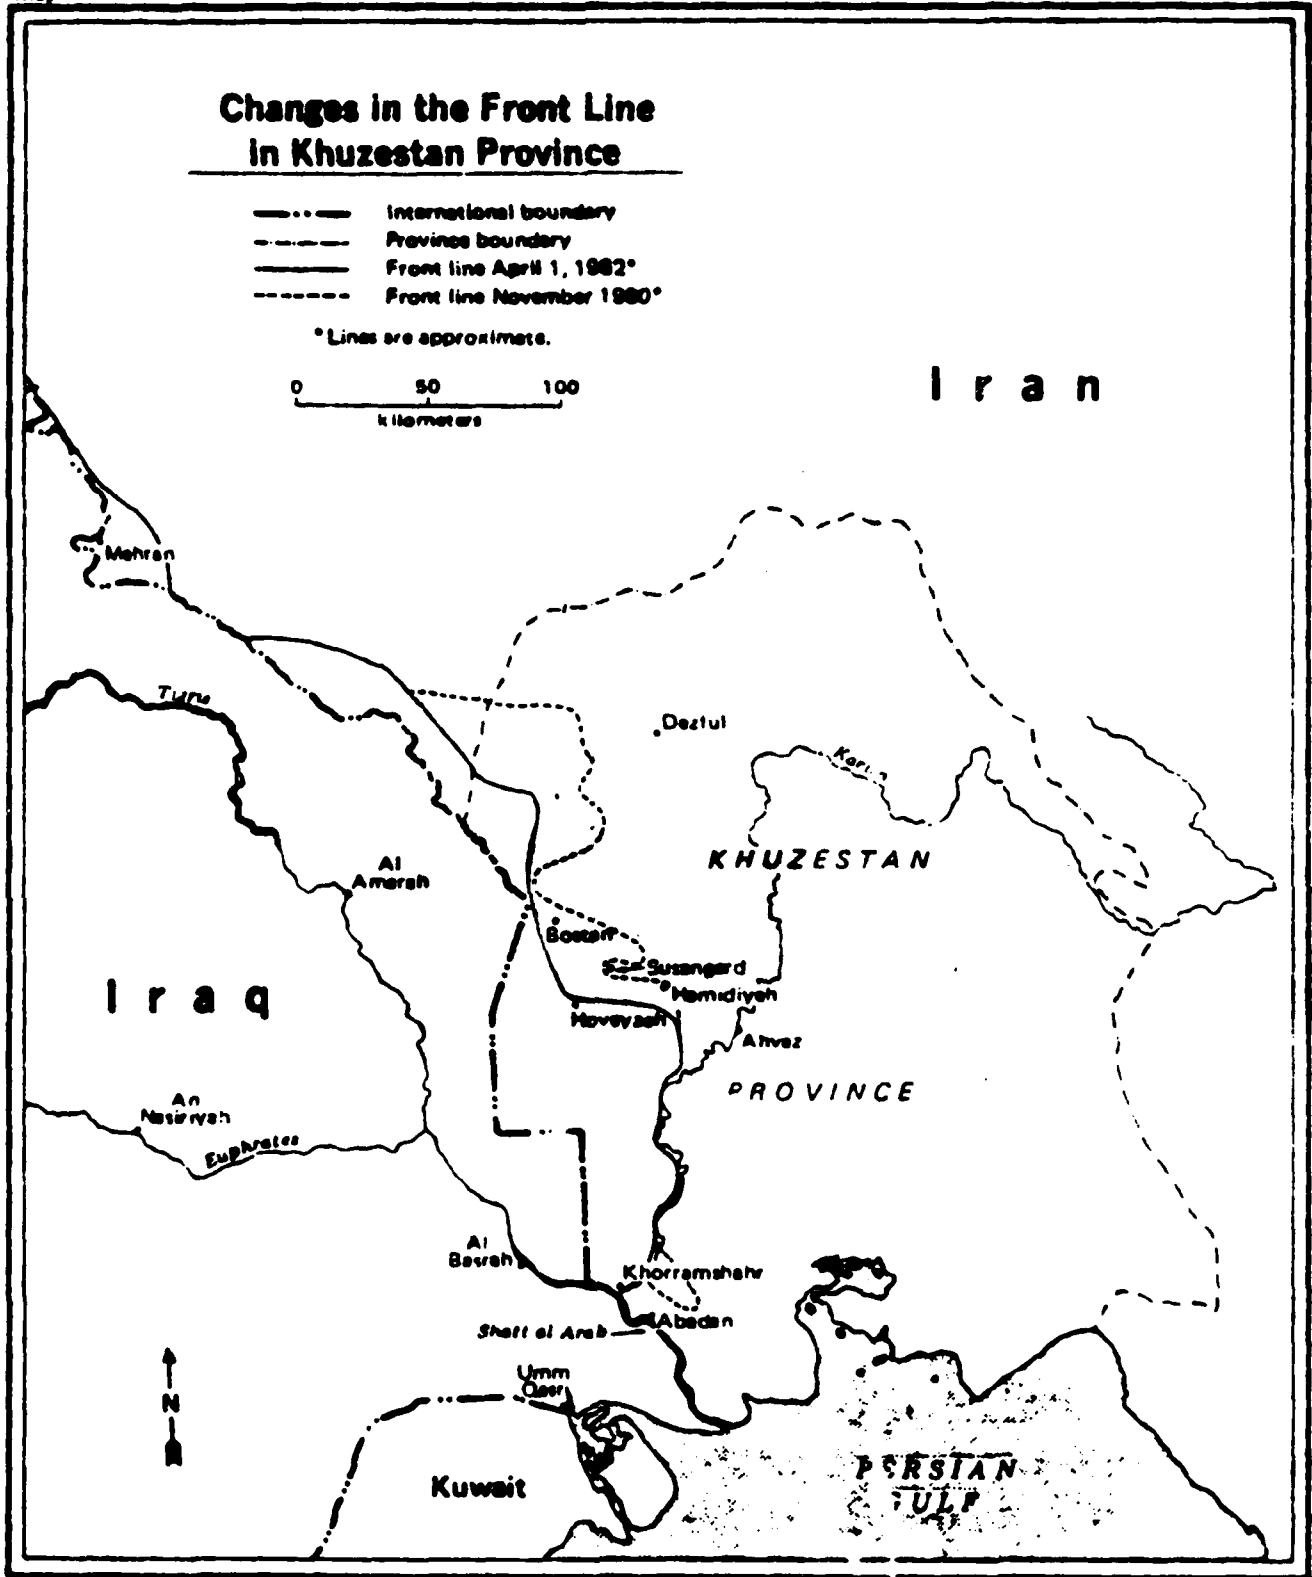 Changes in the Front Line
in Khuzestan Province
International boundary
Province boundary
Front line April 1, 1982*
Front line November 1980*
* Lines are approximate.
0 50 100
kilometers
Iran
Mehran
Dezful
KHUZESTAN
Al
Amarah
Bostan
Susangerd
Hamidiyeh
Iraq
Hoveyzeh
Ahvaz
PROVINCE
An
Nasiriyah
Euphrates
Al
Basrah
Khorramshahr
Abadan
Shatt al Arab
Umm
Qasr
N
Kuwait
PERSIAN
GULF